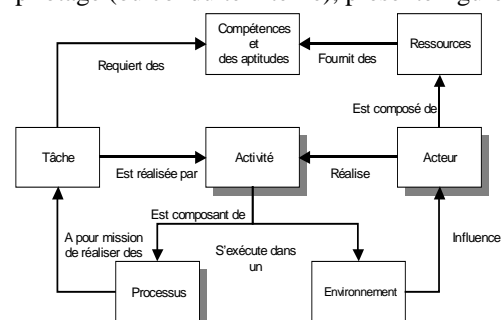 Compétences
et
des aptitudes
Ressources
Requiert des
Fournit des
Est composé de
Tâche
Activité
Acteur
Est réalisée par
Réalise
Est composant de
A pour mission
de réaliser des
S'exécute dans
un
Influence
Processus
Environnement